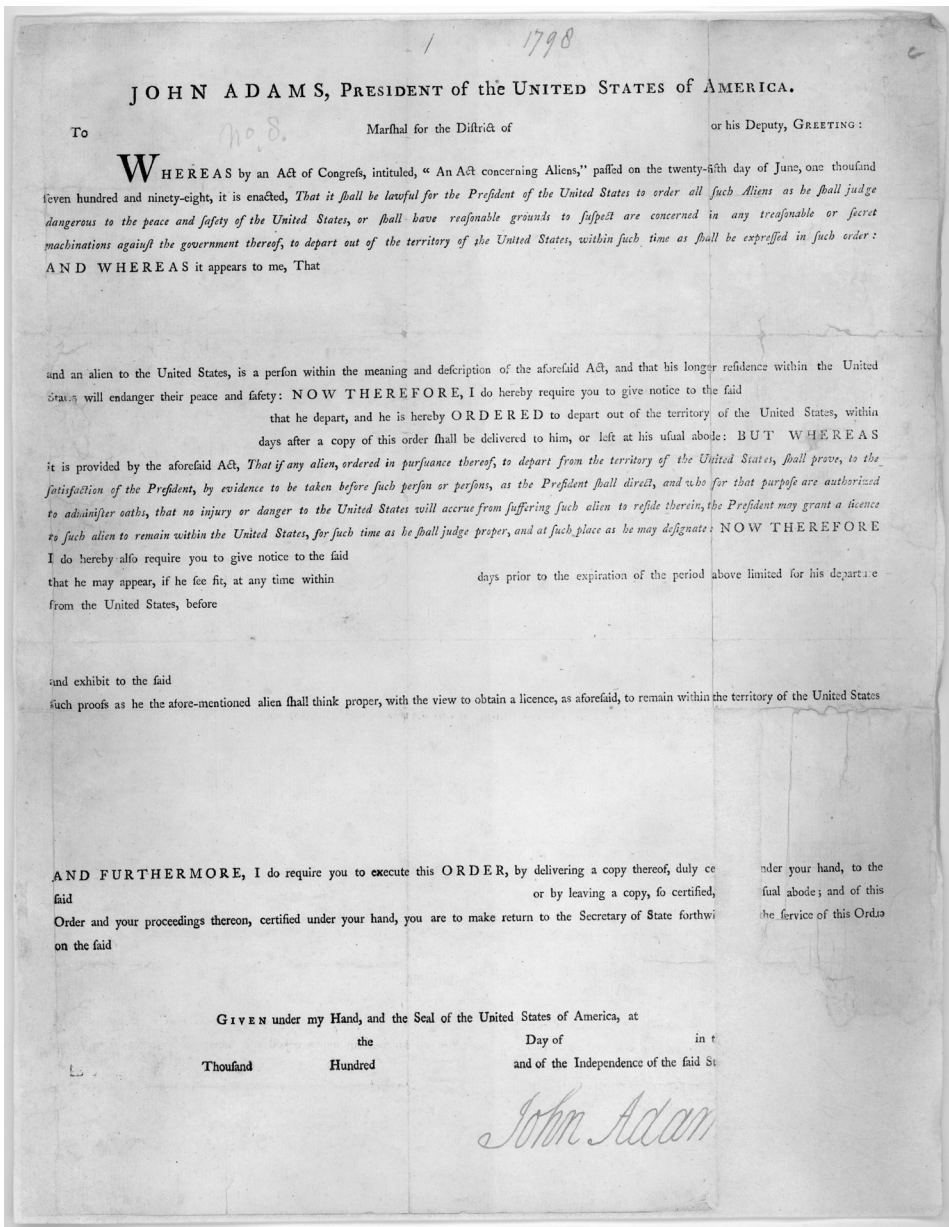 1 1798
JOHN ADAMS, PRESIDENT of the UNITED STATES of AMERICA.
To no. 8. Marſhal for the Diſtrict of or his Deputy, GREETING:
WHEREAS by an Act of Congreſs, intituled, “ An Act concerning Aliens,” paſſed on the twenty-fifth day of June, one thouſand
ſeven hundred and ninety-eight, it is enacted, That it ſhall be lawful for the Preſident of the United States to order all ſuch Aliens as he ſhall judge
dangerous to the peace and ſafety of the United States, or ſhall have reaſonable grounds to ſuſpect are concerned in any treaſonable or ſecret
machinations agaiuſt the government thereof, to depart out of the territory of the United States, within ſuch time as ſhall be expreſſed in ſuch order:
AND WHEREAS it appears to me, That
and an alien to the United States, is a perſon within the meaning and deſcription of the aforeſaid Act, and that his longer reſidence within the United
States will endanger their peace and ſafety: NOW THEREFORE, I do hereby require you to give notice to the ſaid
that he depart, and he is hereby ORDERED to depart out of the territory of the United States, within
days after a copy of this order ſhall be delivered to him, or left at his uſual abode: BUT WHEREAS
it is provided by the aforeſaid Act, That if any alien, ordered in purſuance thereof, to depart from the territory of the United States, ſhall prove, to the
ſatisfaction of the Preſident, by evidence to be taken before ſuch perſon or perſons, as the Preſident ſhall direct, and who for that purpoſe are authorized
to adminiſter oaths, that no injury or danger to the United States will accrue from ſuffering ſuch alien to reſide therein, the Preſident may grant a licence
to ſuch alien to remain within the United States, for ſuch time as he ſhall judge proper, and at ſuch place as he may deſignate: NOW THEREFORE
I do hereby alſo require you to give notice to the ſaid
that he may appear, if he ſee fit, at any time within days prior to the expiration of the period above limited for his departure
from the United States, before
and exhibit to the ſaid
ſuch proofs as he the afore-mentioned alien ſhall think proper, with the view to obtain a licence, as aforeſaid, to remain within the territory of the United States
AND FURTHERMORE, I do require you to execute this ORDER, by delivering a copy thereof, duly ce nder your hand, to the
ſaid or by leaving a copy, ſo certified, ſual abode; and of this
Order and your proceedings thereon, certified under your hand, you are to make return to the Secretary of State forthwi he ſervice of this Order
on the ſaid
GIVEN under my Hand, and the Seal of the United States of America, at
the Day of in t
Thouſand Hundred and of the Independence of the ſaid St
John Adam